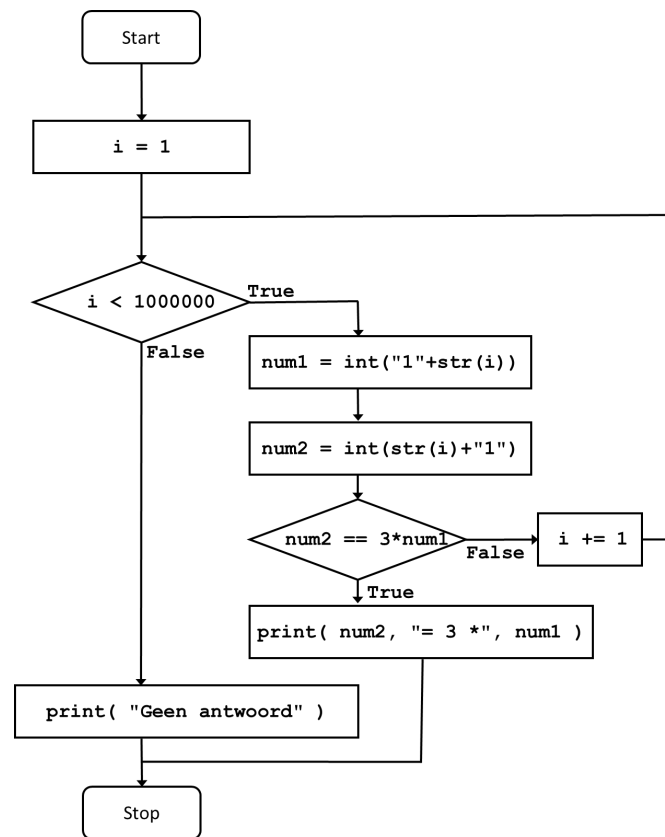 Start
i = 1
i < 1000000
True
False
num1 = int("1"+str(i))
num2 = int(str(i)+"1")
num2 == 3*num1
False
i += 1
True
print( num2, "= 3 *", num1 )
print( "Geen antwoord" )
Stop